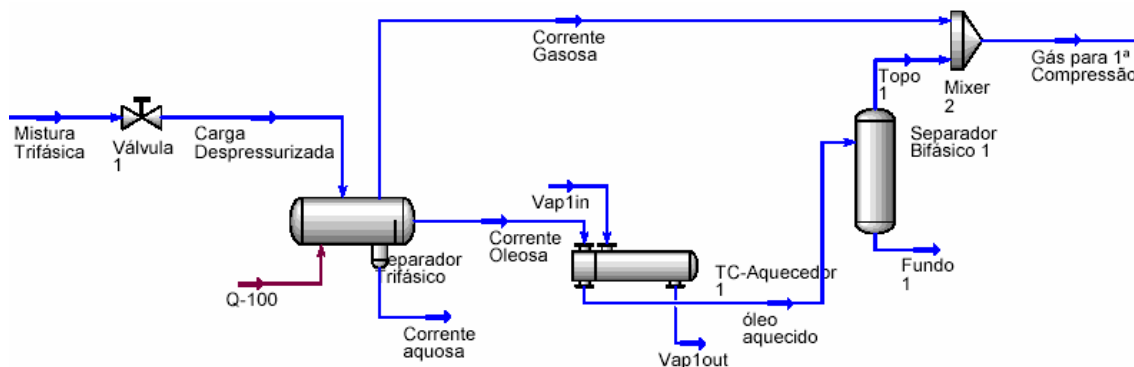 Corrente
Gasosa
Topo
1
Mixer
2
Gás para 1ª
Compressão
Mistura
Trifásica
Válvula
1
Carga
Despressurizada
Separador
Bifásico 1
Vap1in
Corrente
Oleosa
eparador
Trifásico
TC-Aquecedor
1
Fundo
1
Q-100
Corrente
aquosa
óleo
aquecido
Vap1out